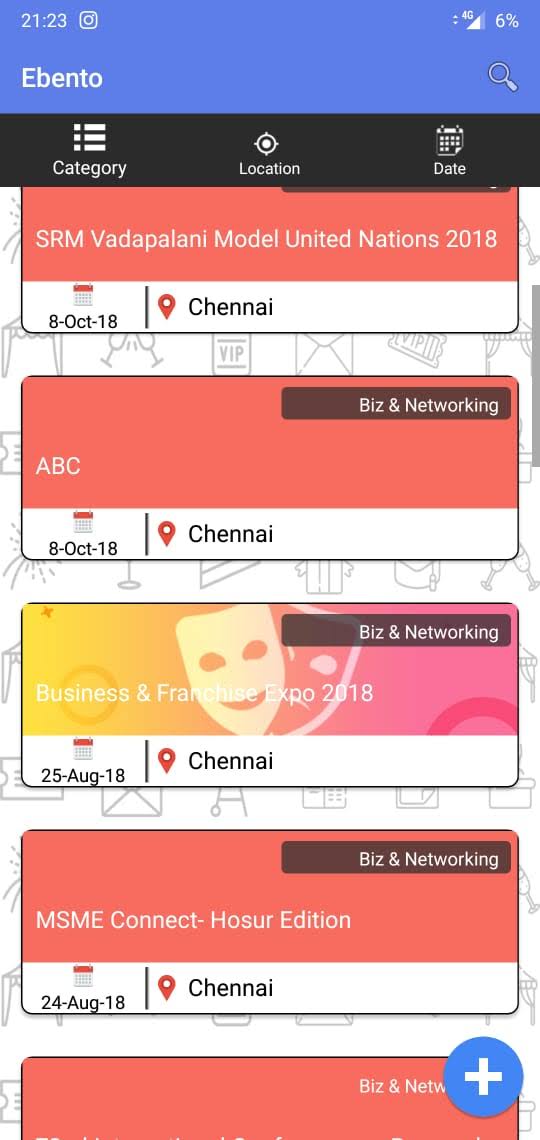 21:23
4G
6%
Ebento
Category
Location
Date
SRM Vadapalani Model United Nations 2018
8-Oct-18
Chennai
VIP
Biz & Networking
ABC
8-Oct-18
Chennai
Biz & Networking
Business & Franchise Expo 2018
25-Aug-18
Chennai
Biz & Networking
MSME Connect- Hosur Edition
24-Aug-18
Chennai
Biz & Netw